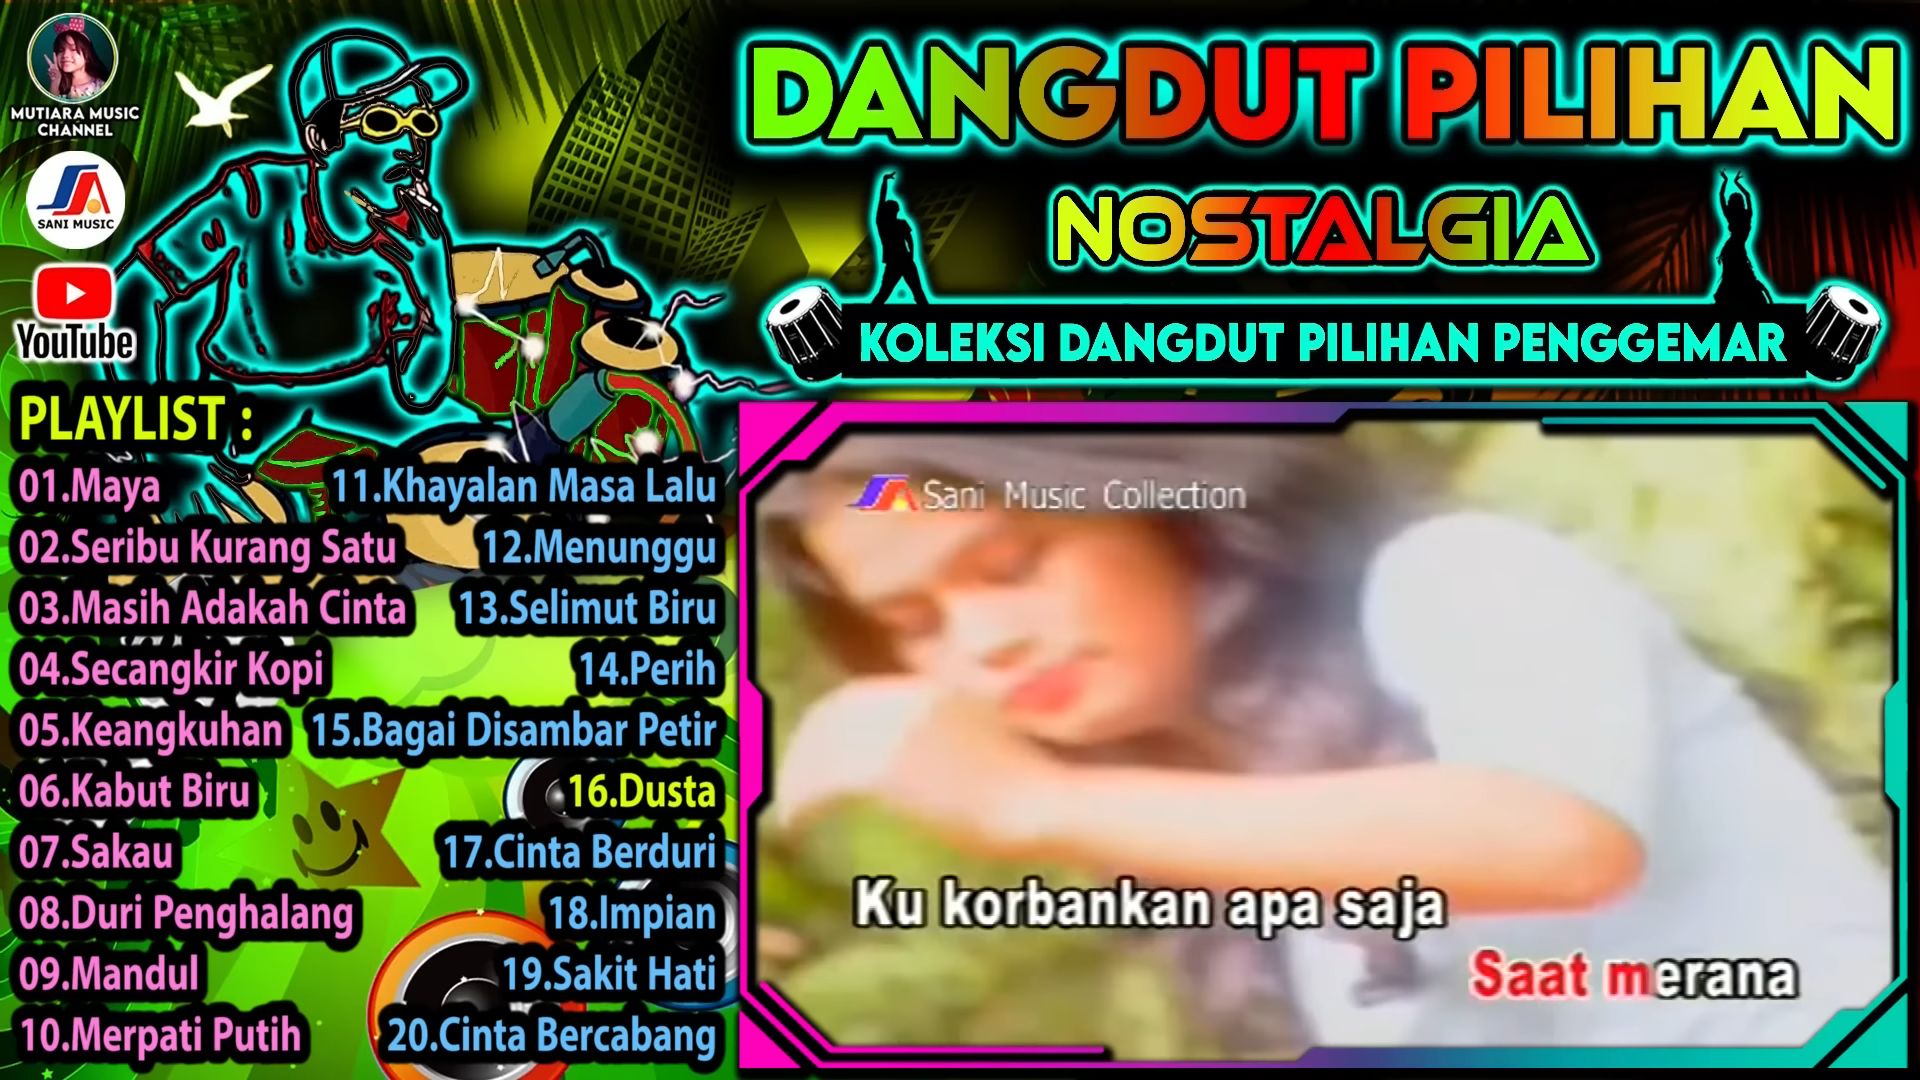 MUTIARA MUSIC
CHANNEL
SANI MUSIC
YouTube
DANGDUT PILIHAN
NOSTALGIA
KOLEKSI DANGDUT PILIHAN PENGGEMAR
PLAYLIST :
01.Maya
02.Seribu Kurang Satu
03.Masih Adakah Cinta
04.Secangkir Kopi
05.Keangkuhan
06.Kabut Biru
07.Sakau
08.Duri Penghalang
09.Mandul
10.Merpati Putih
11.Khayalan Masa Lalu
12.Menunggu
13.Selimut Biru
14.Perih
15.Bagai Disambar Petir
16.Dusta
17.Cinta Berduri
18.Impian
19.Sakit Hati
20.Cinta Bercabang
Sani Music Collection
Ku korbankan apa saja
Saat merana